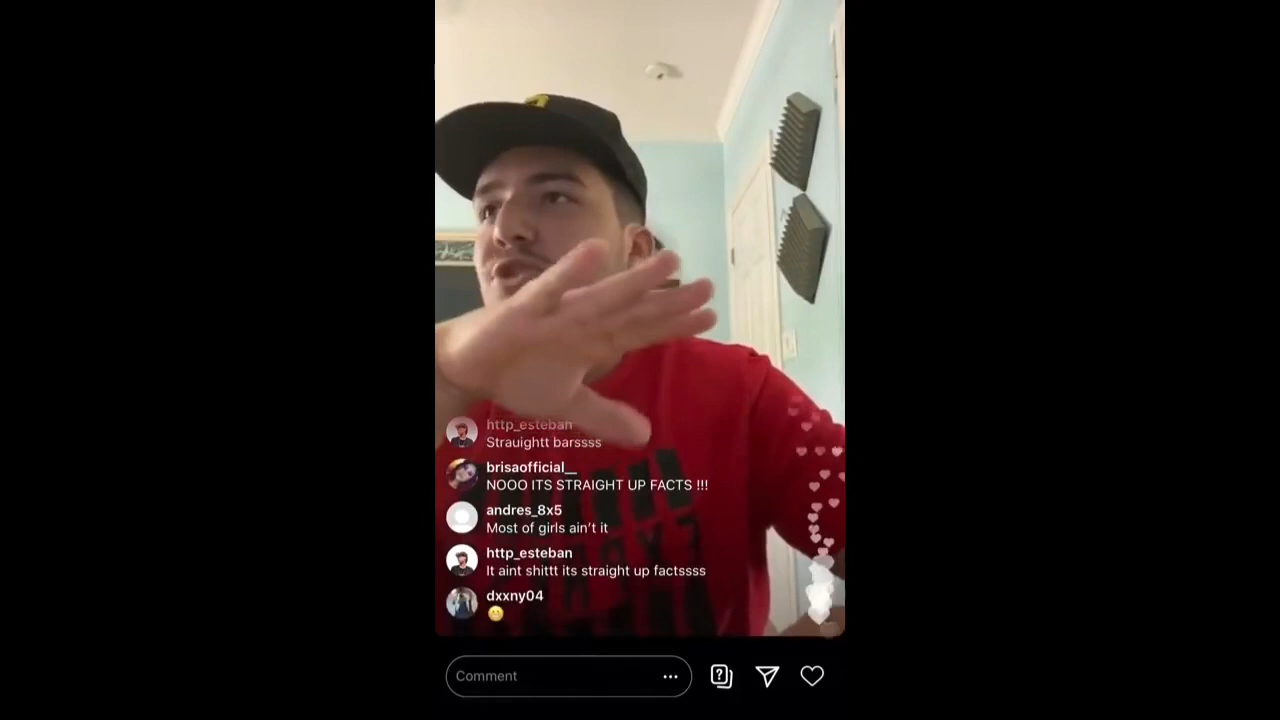 http_esteban
Strauightt barssss
brisaofficial__
NOOO ITS STRAIGHT UP FACTS !!!
andres_8x5
Most of girls ain’t it
http_esteban
It aint shittt its straight up factssss
dxxny04
😁
Comment